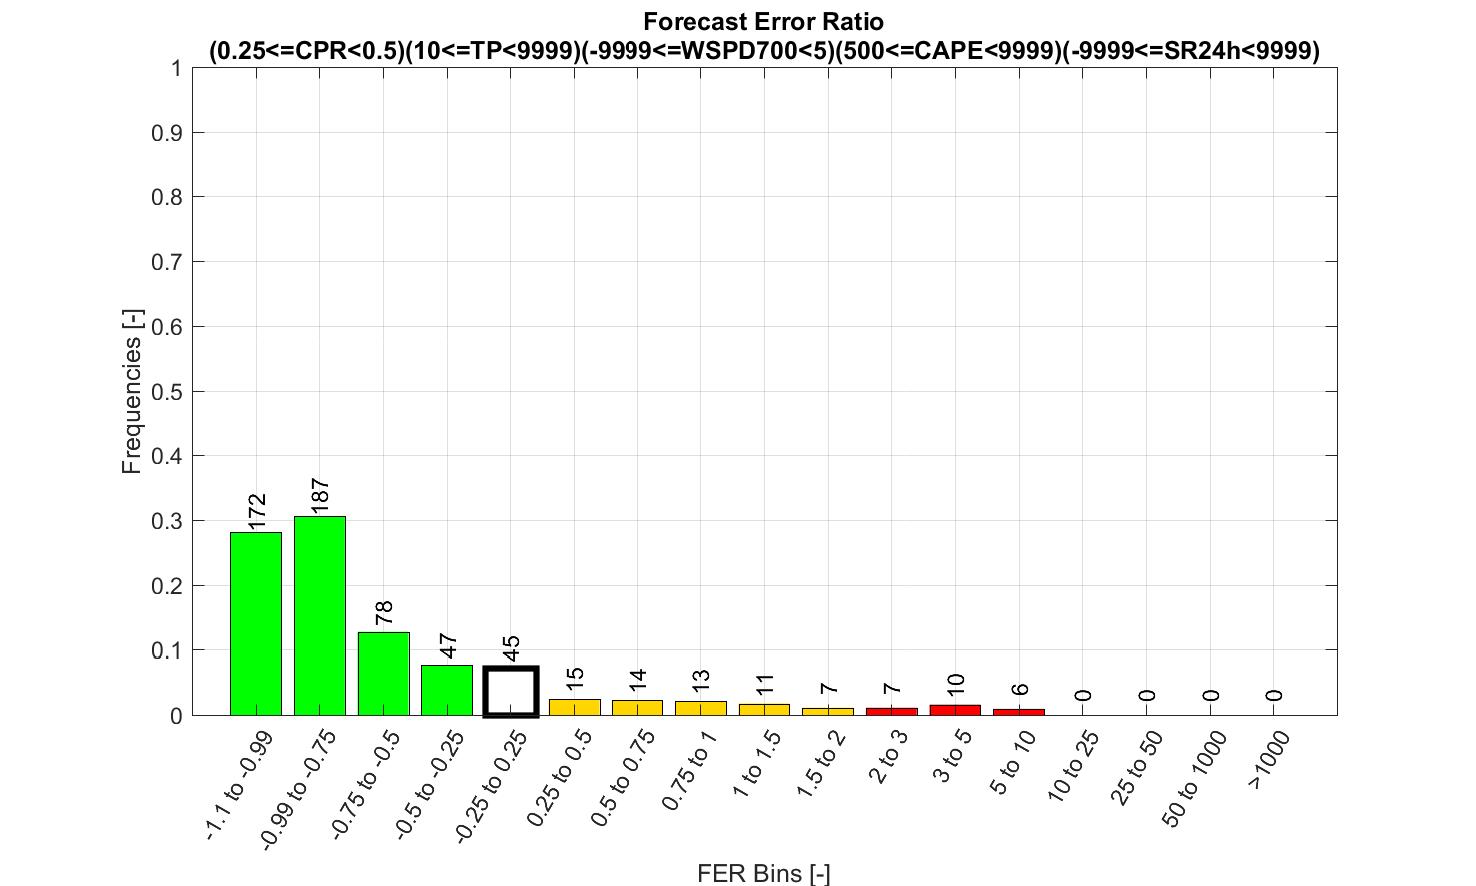 Forecast Error Ratio
(0.25<=CPR<0.5)(10<=TP<9999)(-9999<=WSPD700<5)(500<=CAPE<9999)(-9999<=SR24h<9999)
1
0.9
0.8
0.7
0.6
0.5
0.4
0.3
0.2
0.1
0
Frequencies [-]
172
187
78
47
45
15
14
13
11
7
7
10
6
0
0
0
0
-1.1 to -0.99
-0.99 to -0.75
-0.75 to -0.5
-0.5 to -0.25
-0.25 to 0.25
0.25 to 0.5
0.5 to 0.75
0.75 to 1
1 to 1.5
1.5 to 2
2 to 3
3 to 5
5 to 10
10 to 25
25 to 50
50 to 1000
>1000
FER Bins [-]